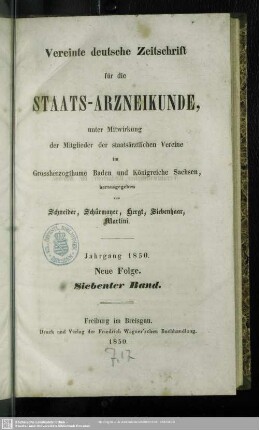 Vereinte deutsche Zeitschrift
für die
STAATS-ARZNEIKUNDE,
unter Mitwirkung
der Mitglieder der staatsärztlichen Vereine
im
Grossherzogthume Baden und Königreiche Sachsen,
herausgegeben
von
Schneider, Schürmayer, Hergt, Siebenhaar,
Martini
Jahrgang 1850.
Neue Folge.
Siebenter Band.
Freiburg im Breisgau.
Druck und Verlag der Friedrich Wagner'schen Buchhandlung.
1850.